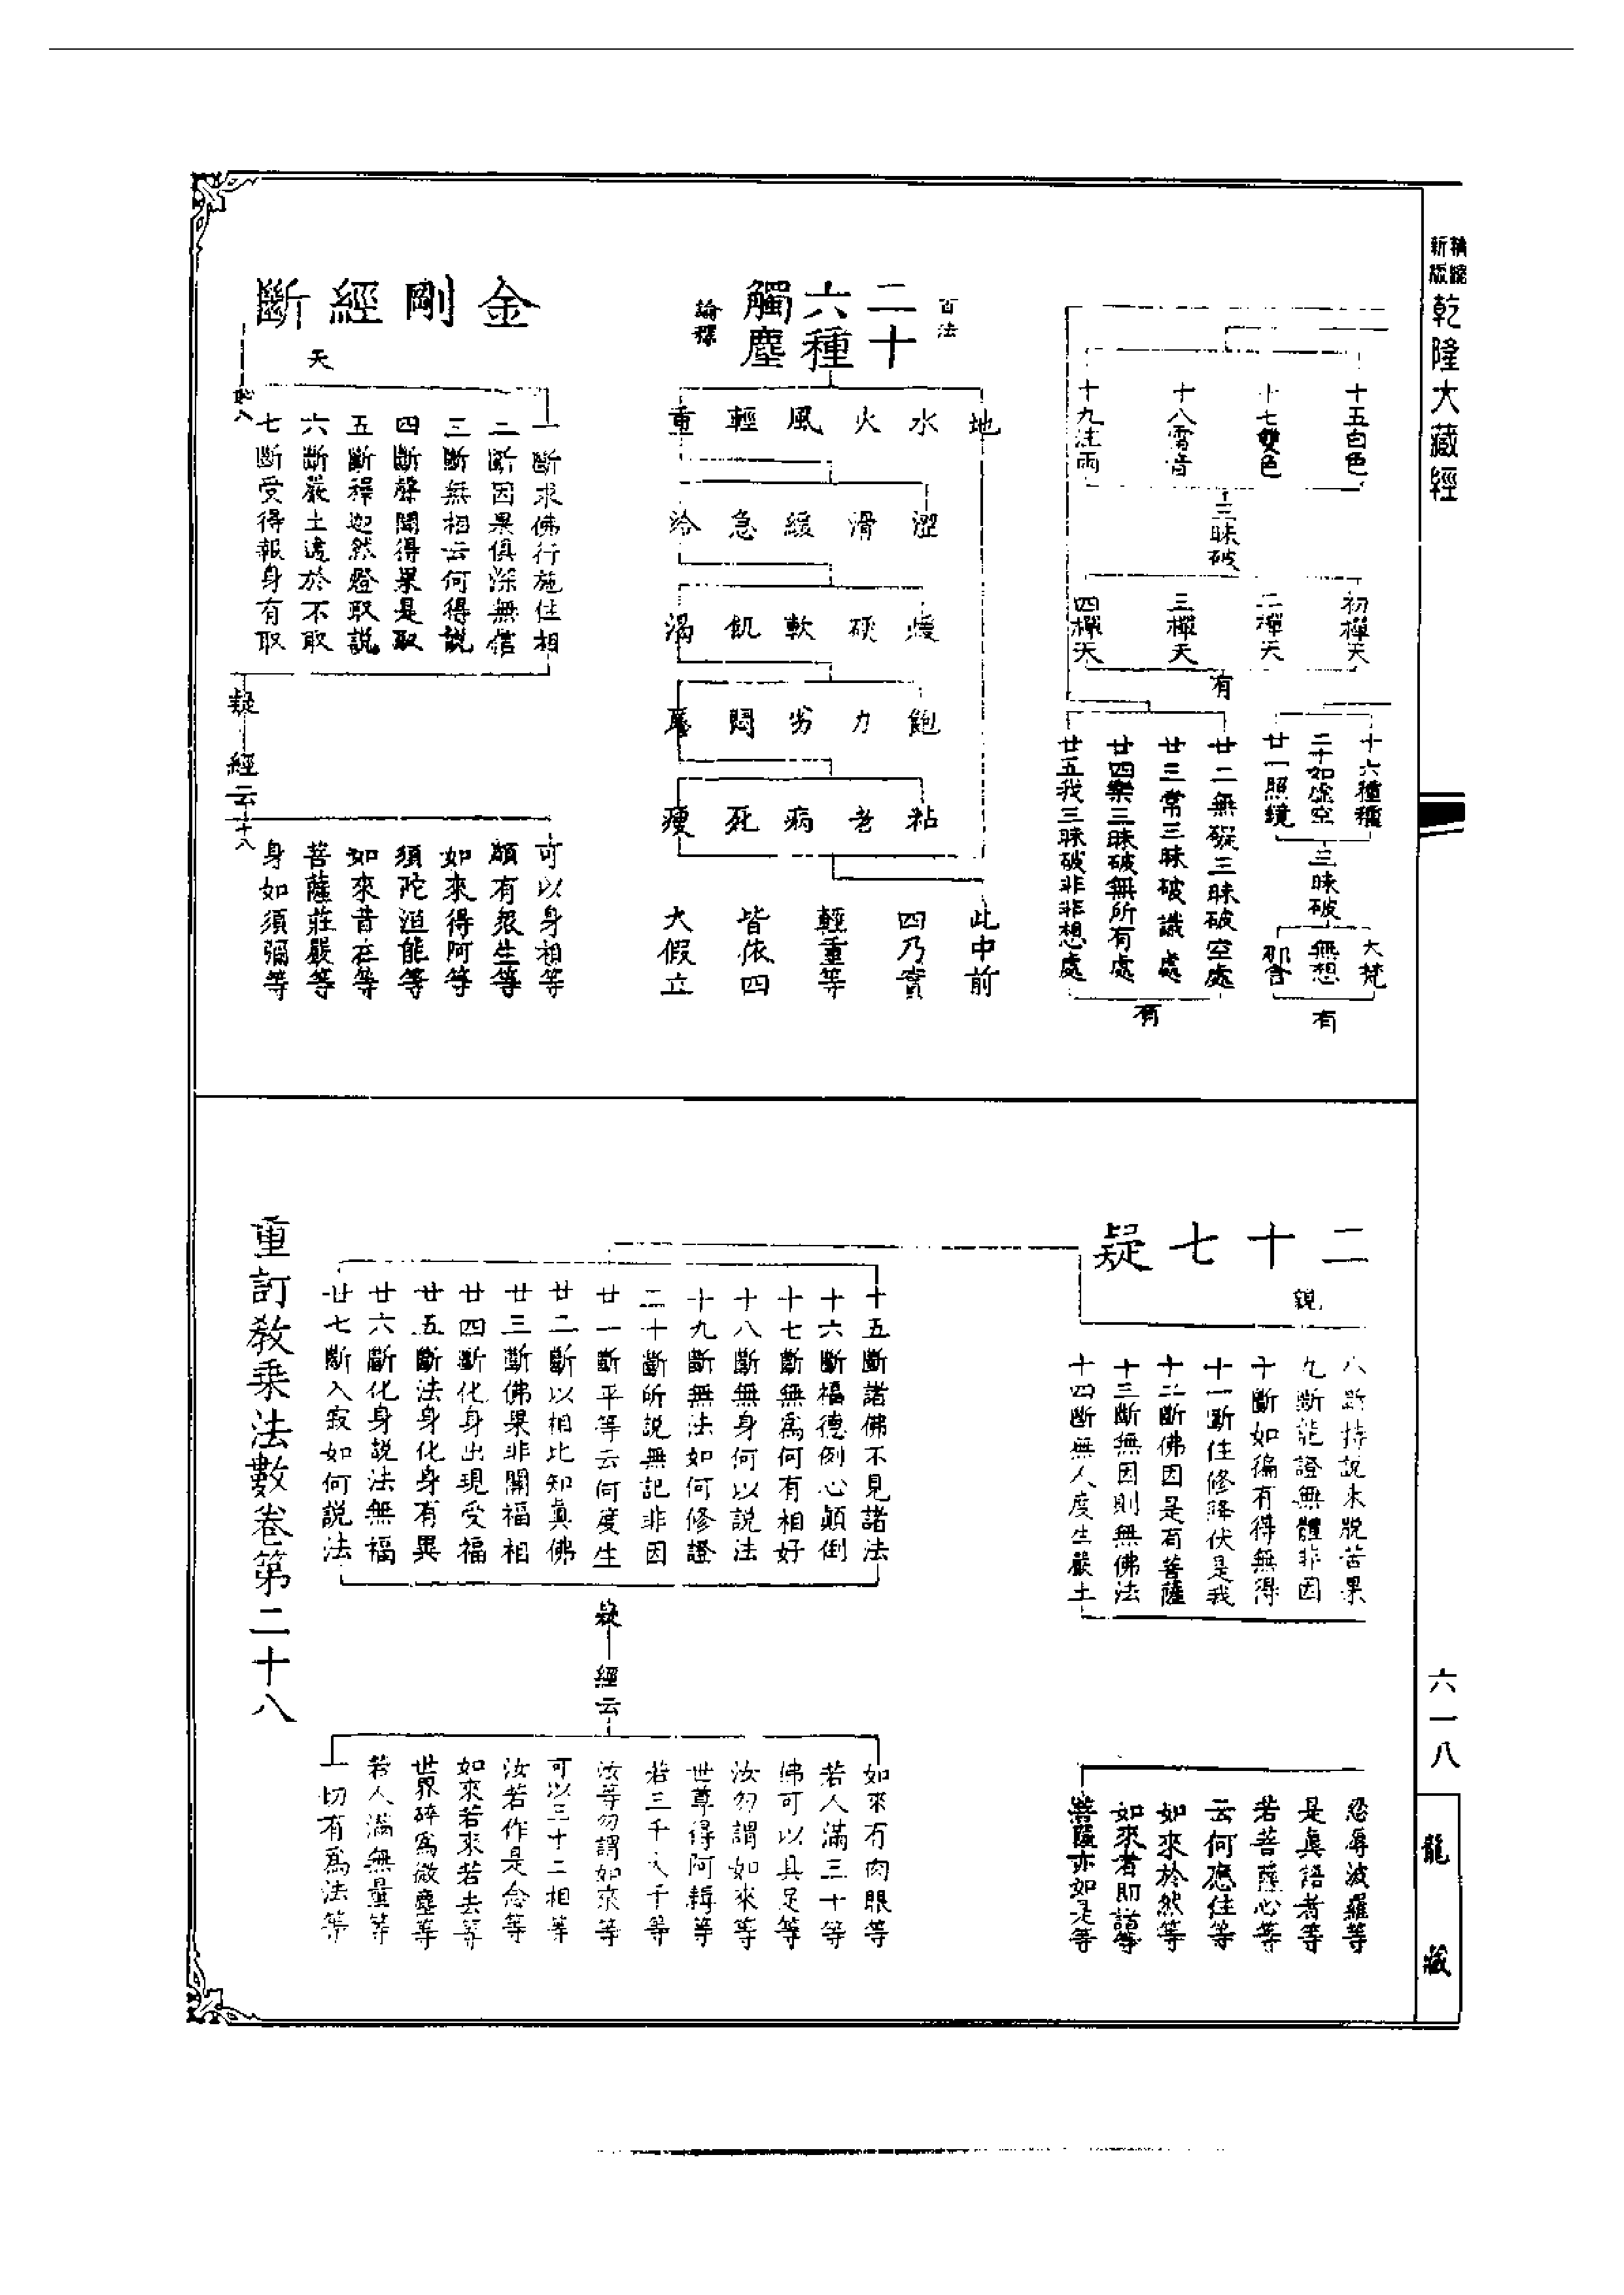 新版
乾隆大藏經
十五白色
十七雙色
十八雷音
十九注雨
三昧破
初禪天
二禪天
三禪天
四禪天
有
十六種種
二十如虛空
廿一照鏡
三昧破
大梵
無想
那含
有
廿二無礙三昧破空處
廿三常三昧破識處
廿四樂三昧破無所有處
廿五我三昧破非非想處
有
百法
二十
六種
觸塵
論釋
地水火風輕重
澀滑緩急冷
煖硬軟飢渴
飽力劣悶
粘老病死瘦
此中前
四乃實
輕重等
皆依四
大假立
金剛經斷
天
一斷求佛行施住相
二斷因果俱深無信
三斷無相云何得說
四斷聲聞得果是取
五斷釋迦然燈取說
六斷嚴土違於不取
七斷受得報身有取
疑
經云
十八
可以身相等
頗有衆生等
如來得阿等
須陀洹能等
如來昔在等
菩薩莊嚴等
身如須彌等
二十七疑
親
八斷持說未脫苦果
九斷能證無體非因
十斷如徧有得無得
十一斷住修降伏是我
十二斷佛因是有菩薩
十三斷無因則無佛法
十四斷無人度生嚴土
忍辱波羅等
是眞語者等
若菩薩心等
云何應住等
如來於然等
如來者即諸等
菩薩亦如是等
十五斷諸佛不見諸法
十六斷福德例心顛倒
十七斷無爲何有相好
十八斷無身何以說法
十九斷無法如何修證
二十斷所說無記非因
廿一斷平等云何度生
廿二斷以相比知眞佛
廿三斷佛果非關福相
廿四斷化身出現受福
廿五斷法身化身有異
廿六斷化身說法無福
廿七斷入寂如何說法
疑
經云
如來有肉眼等
若人滿三十等
佛可以具足等
汝勿謂如來等
世尊得阿耨等
若三千大千等
汝等勿謂如來等
可以三十二相等
汝若作是念等
如來若來若去等
世界碎爲微塵等
若人滿無量等
一切有爲法等
重訂教乘法數卷第二十八
六一八
龍藏